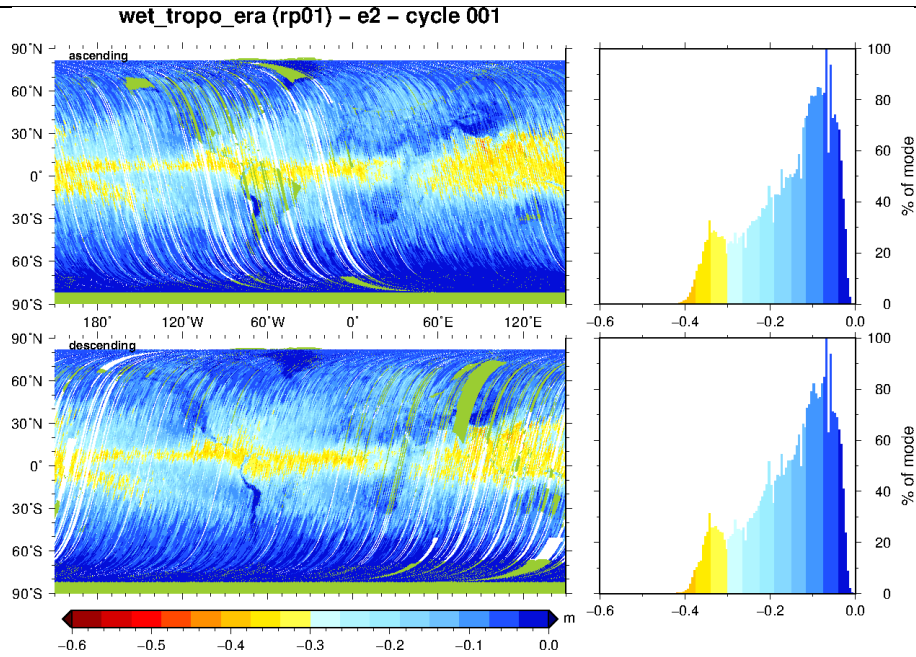 wet_tropo_era (rp01) − e2 − cycle 001
ascending
90˚N
60˚N
30˚N
0˚
30˚S
60˚S
90˚S
180˚ 120˚W 60˚W 0˚ 60˚E 120˚E
100
80
60
40
20
0
% of mode
−0.6 −0.4 −0.2 0.0
descending
90˚N
60˚N
30˚N
0˚
30˚S
60˚S
90˚S
100
80
60
40
20
0
% of mode
−0.6 −0.4 −0.2 0.0
m
−0.6 −0.5 −0.4 −0.3 −0.2 −0.1 0.0